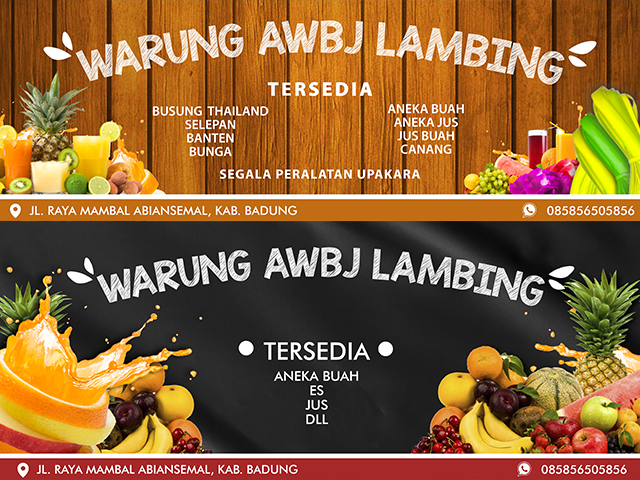 WARUNG AWBJ LAMBING
TERSEDIA
BUSUNG THAILAND
SELEPAN
BANTEN
BUNGA
ANEKA BUAH
ANEKA JUS
JUS BUAH
CANANG
SEGALA PERALATAN UPAKARA
JL. RAYA MAMBAL ABIANSEMAL, KAB. BADUNG
085856505856
WARUNG AWBJ LAMBING
• TERSEDIA •
ANEKA BUAH
ES
JUS
DLL
JL. RAYA MAMBAL ABIANSEMAL, KAB. BADUNG
085856505856